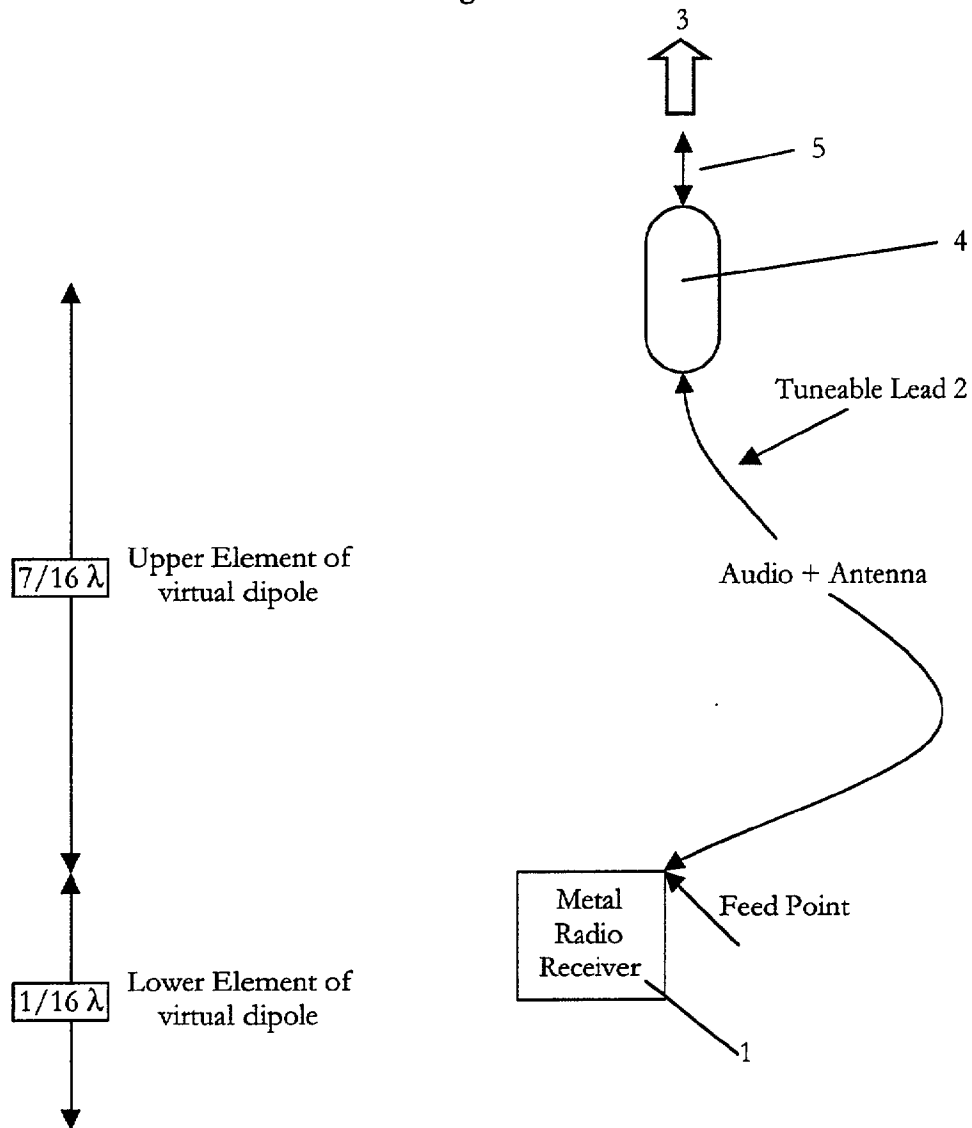 3
5
4
Tuneable Lead 2
Upper Element of
virtual dipole
7/16 λ
Audio + Antenna
Metal
Radio
Receiver
Feed Point
Lower Element of
virtual dipole
1/16 λ
1